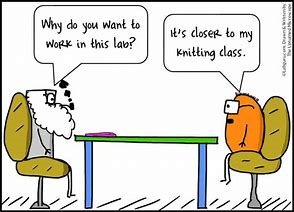 Why do you want to
work in this lab?
It's closer to my
knitting class.